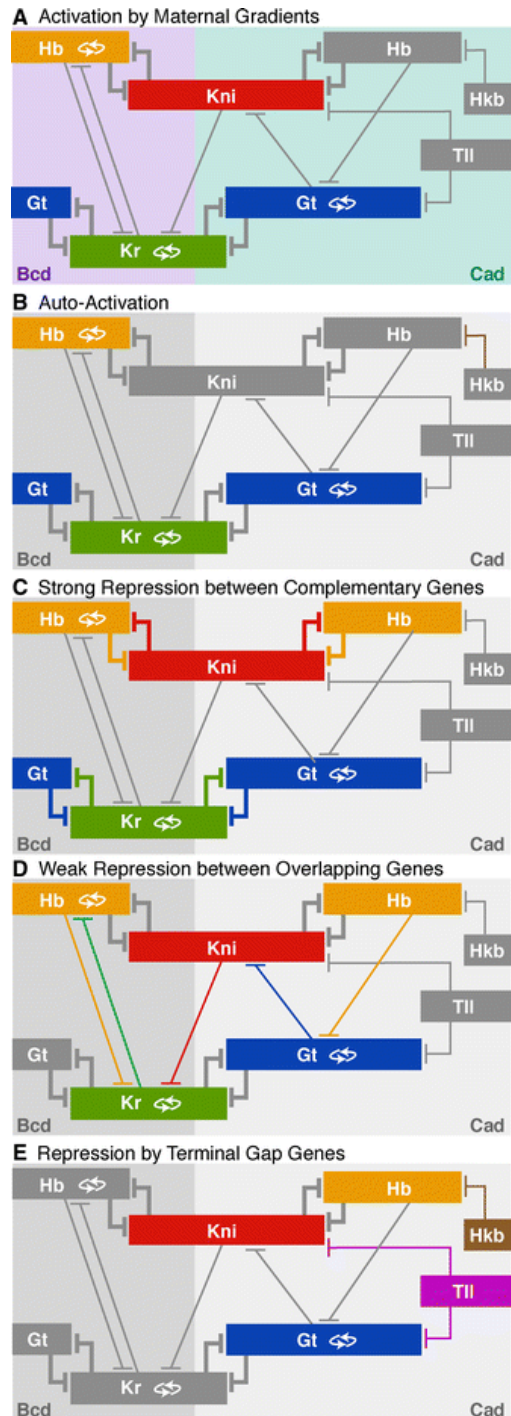 A Activation by Maternal Gradients
Hb Hb
Kni
Hkb
Tll
Gt Gt
Kr
Bcd Cad
B Auto-Activation
Hb Hb
Kni
Hkb
Tll
Gt Gt
Kr
Bcd Cad
C Strong Repression between Complementary Genes
Hb Hb
Kni
Hkb
Tll
Gt Gt
Kr
Bcd Cad
D Weak Repression between Overlapping Genes
Hb Hb
Kni
Hkb
Tll
Gt Gt
Kr
Bcd Cad
E Repression by Terminal Gap Genes
Hb Hb
Kni
Hkb
Tll
Gt Gt
Kr
Bcd Cad